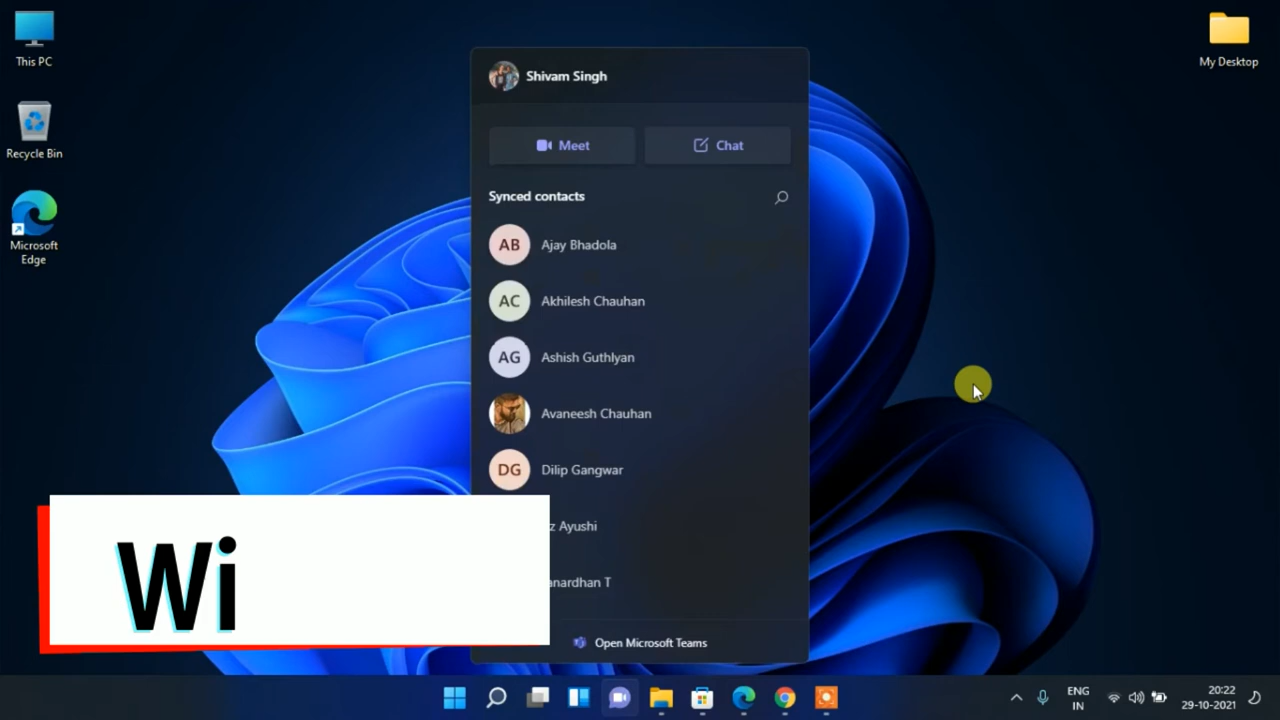 This PC
Recycle Bin
Microsoft
Edge
My Desktop
Shivam Singh
Meet
Chat
Synced contacts
AB Ajay Bhadola
AC Akhilesh Chauhan
AG Ashish Guthlyan
Avaneesh Chauhan
DG Dilip Gangwar
z Ayushi
anardhan T
Open Microsoft Teams
Wi
ENG
IN
20:22
29-10-2021